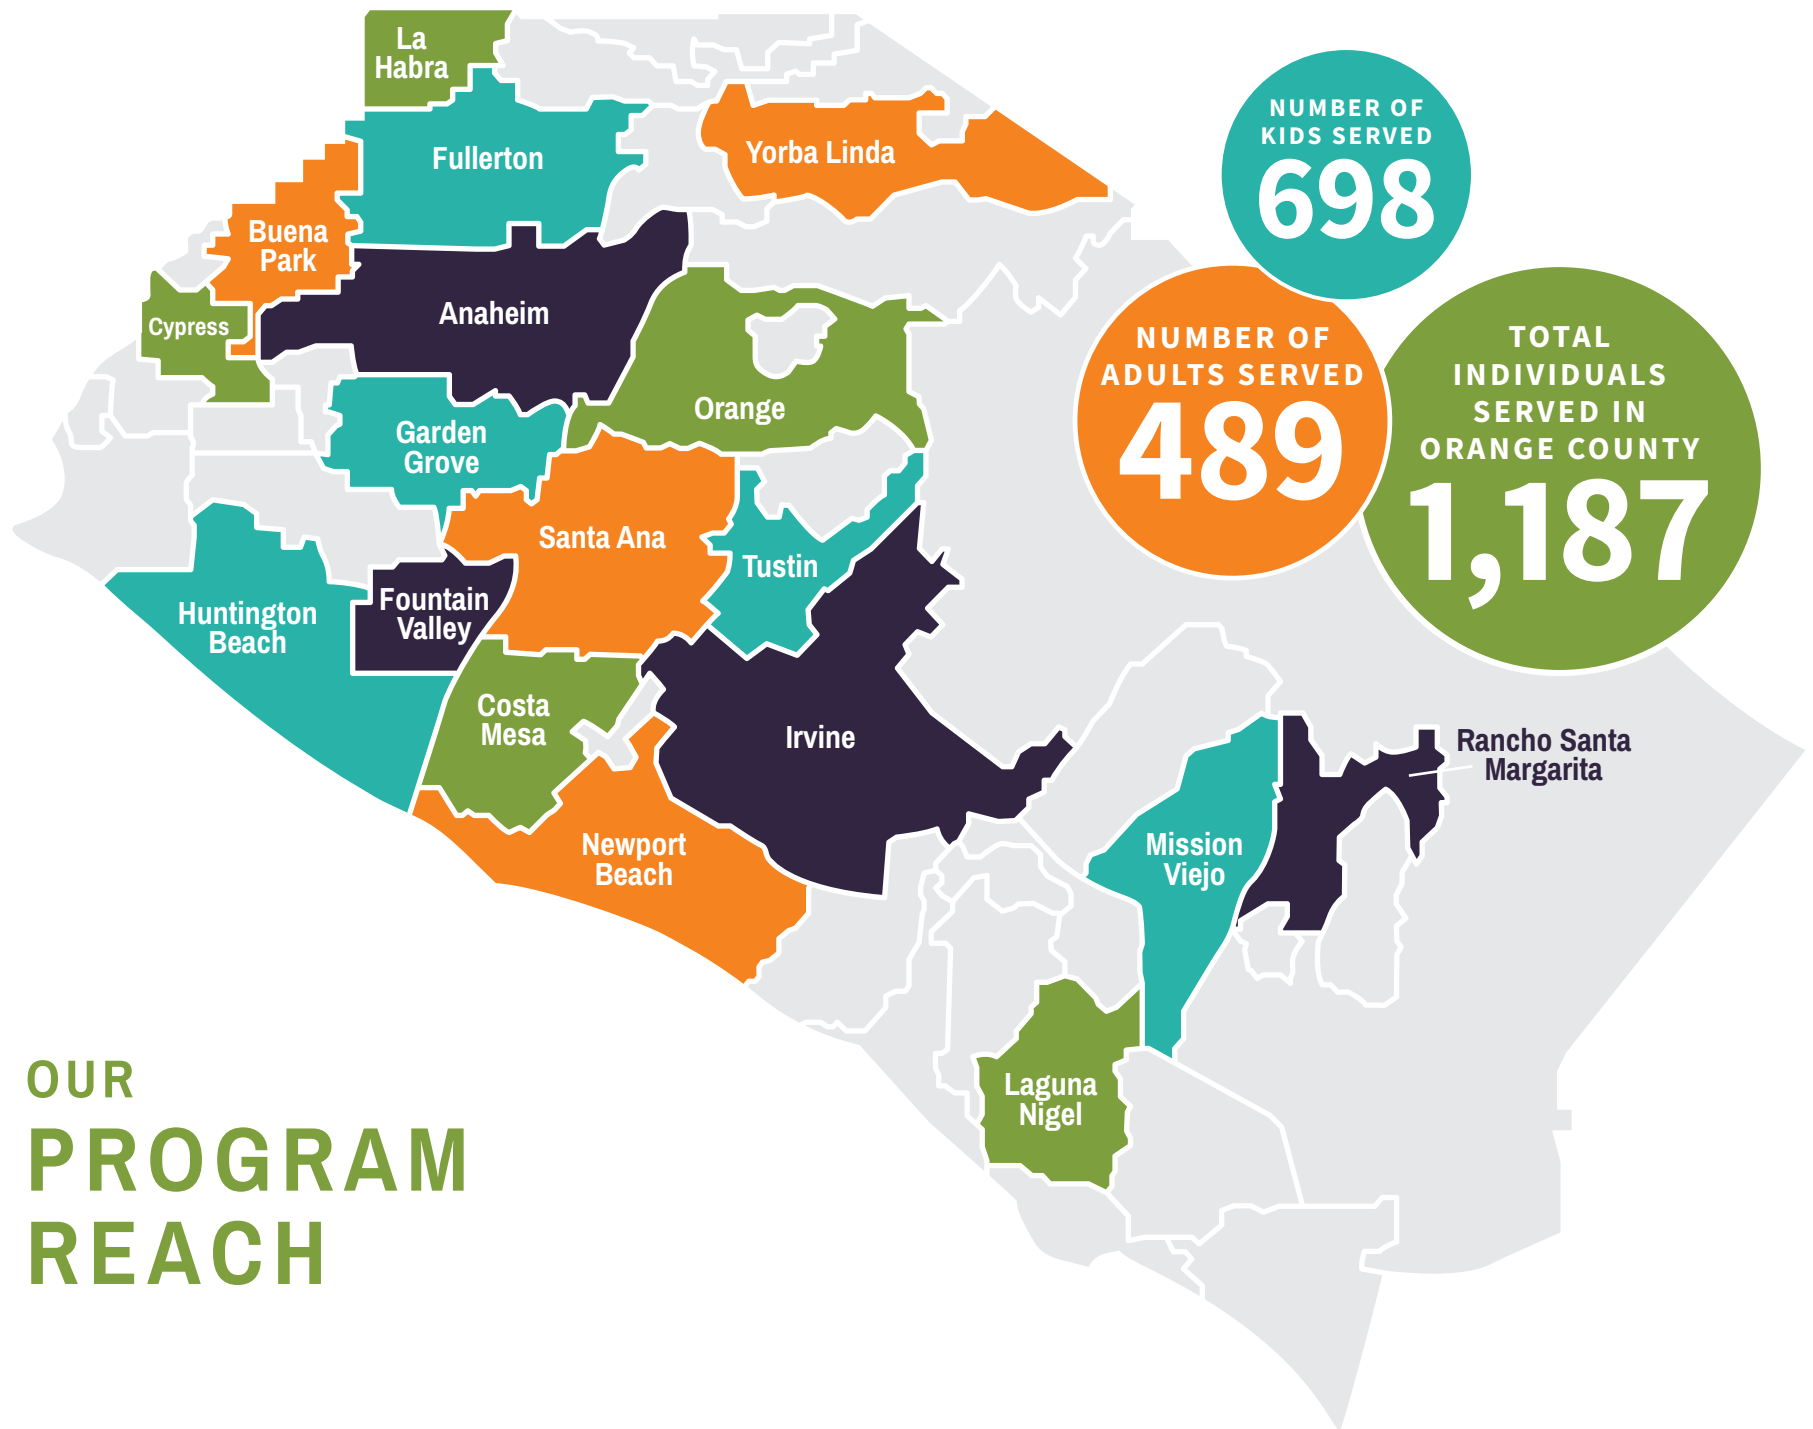 La
Habra
Fullerton
Yorba Linda
Buena
Park
Cypress
Anaheim
Orange
Garden
Grove
Santa Ana
Tustin
Huntington
Beach
Fountain
Valley
Costa
Mesa
Irvine
Newport
Beach
Mission
Viejo
Rancho Santa
Margarita
Laguna
Nigel
NUMBER OF
KIDS SERVED
698
NUMBER OF
ADULTS SERVED
489
TOTAL
INDIVIDUALS
SERVED IN
ORANGE COUNTY
1,187
OUR
PROGRAM
REACH